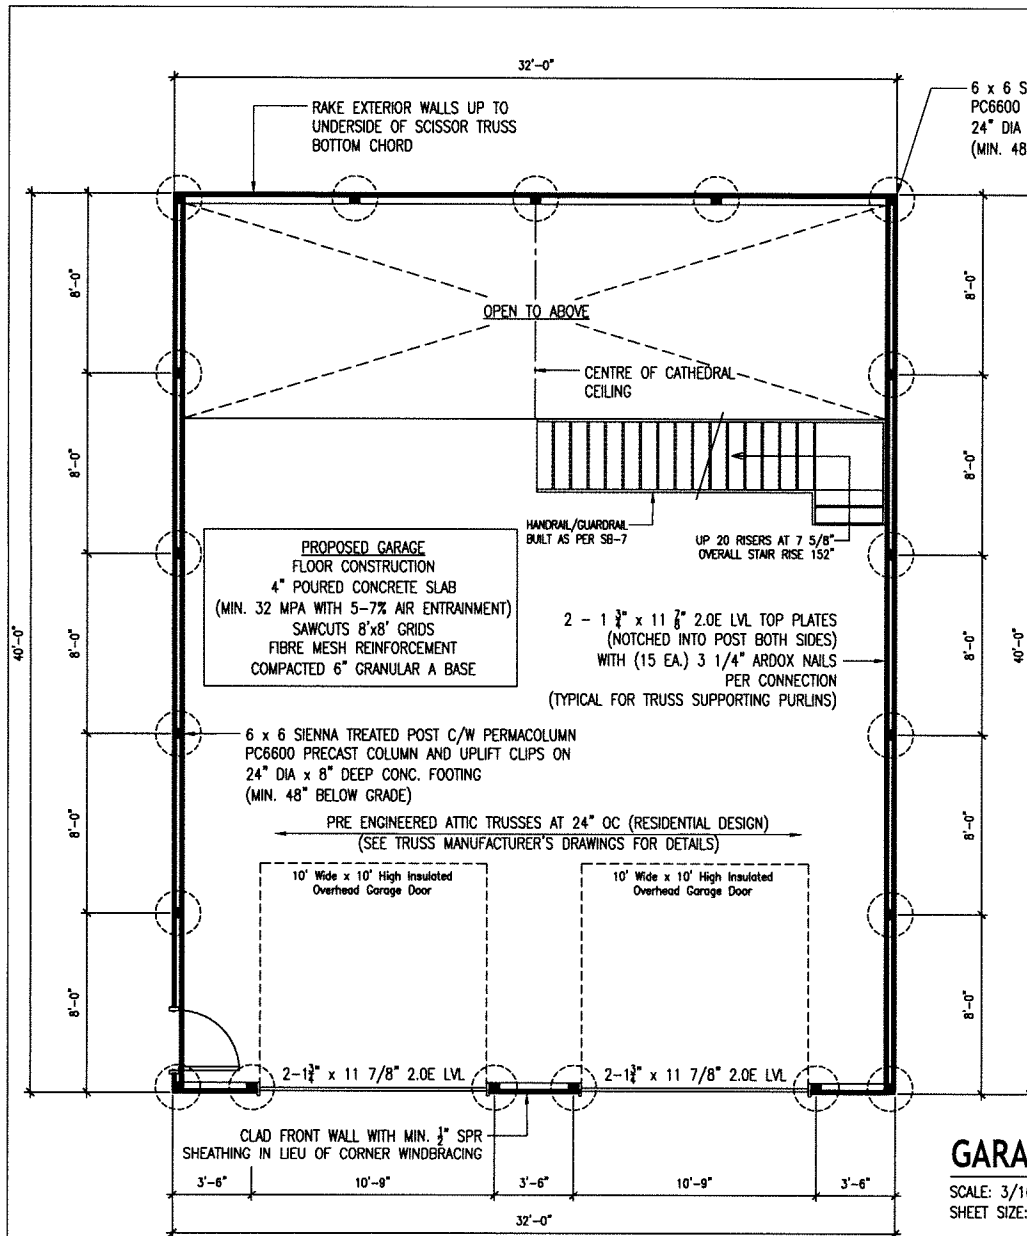 32'-0"
RAKE EXTERIOR WALLS UP TO
UNDERSIDE OF SCISSOR TRUSS
BOTTOM CHORD
6 x 6 S
PC6600
24" DIA
(MIN. 48
8'-0"
8'-0"
OPEN TO ABOVE
CENTRE OF CATHEDRAL
CEILING
8'-0"
8'-0"
HANDRAIL/GUARDRAIL
BUILT AS PER SB-7
UP 20 RISERS AT 7 5/8"
OVERALL STAIR RISE 152"
PROPOSED GARAGE
FLOOR CONSTRUCTION
4" POURED CONCRETE SLAB
(MIN. 32 MPA WITH 5-7% AIR ENTRAINMENT)
SAWCUTS 8'x8' GRIDS
FIBRE MESH REINFORCEMENT
COMPACTED 6" GRANULAR A BASE
2 - 1 3/4" x 11 7/8" 2.0E LVL TOP PLATES
(NOTCHED INTO POST BOTH SIDES)
WITH (15 EA.) 3 1/4" ARDOX NAILS
PER CONNECTION
(TYPICAL FOR TRUSS SUPPORTING PURLINS)
40'-0"
8'-0"
8'-0"
40'-0"
6 x 6 SIENNA TREATED POST C/W PERMACOLUMN
PC6600 PRECAST COLUMN AND UPLIFT CLIPS ON
24" DIA x 8" DEEP CONC. FOOTING
(MIN. 48" BELOW GRADE)
8'-0"
8'-0"
PRE ENGINEERED ATTIC TRUSSES AT 24" OC (RESIDENTIAL DESIGN)
(SEE TRUSS MANUFACTURER'S DRAWINGS FOR DETAILS)
10' Wide x 10' High Insulated
Overhead Garage Door
10' Wide x 10' High Insulated
Overhead Garage Door
8'-0"
8'-0"
2-1 3/4" x 11 7/8" 2.0E LVL
2-1 3/4" x 11 7/8" 2.0E LVL
CLAD FRONT WALL WITH MIN. 1/2" SPR
SHEATHING IN LIEU OF CORNER WINDBRACING
3'-6"
10'-9"
3'-6"
10'-9"
3'-6"
32'-0"
GARA
SCALE: 3/1
SHEET SIZE: